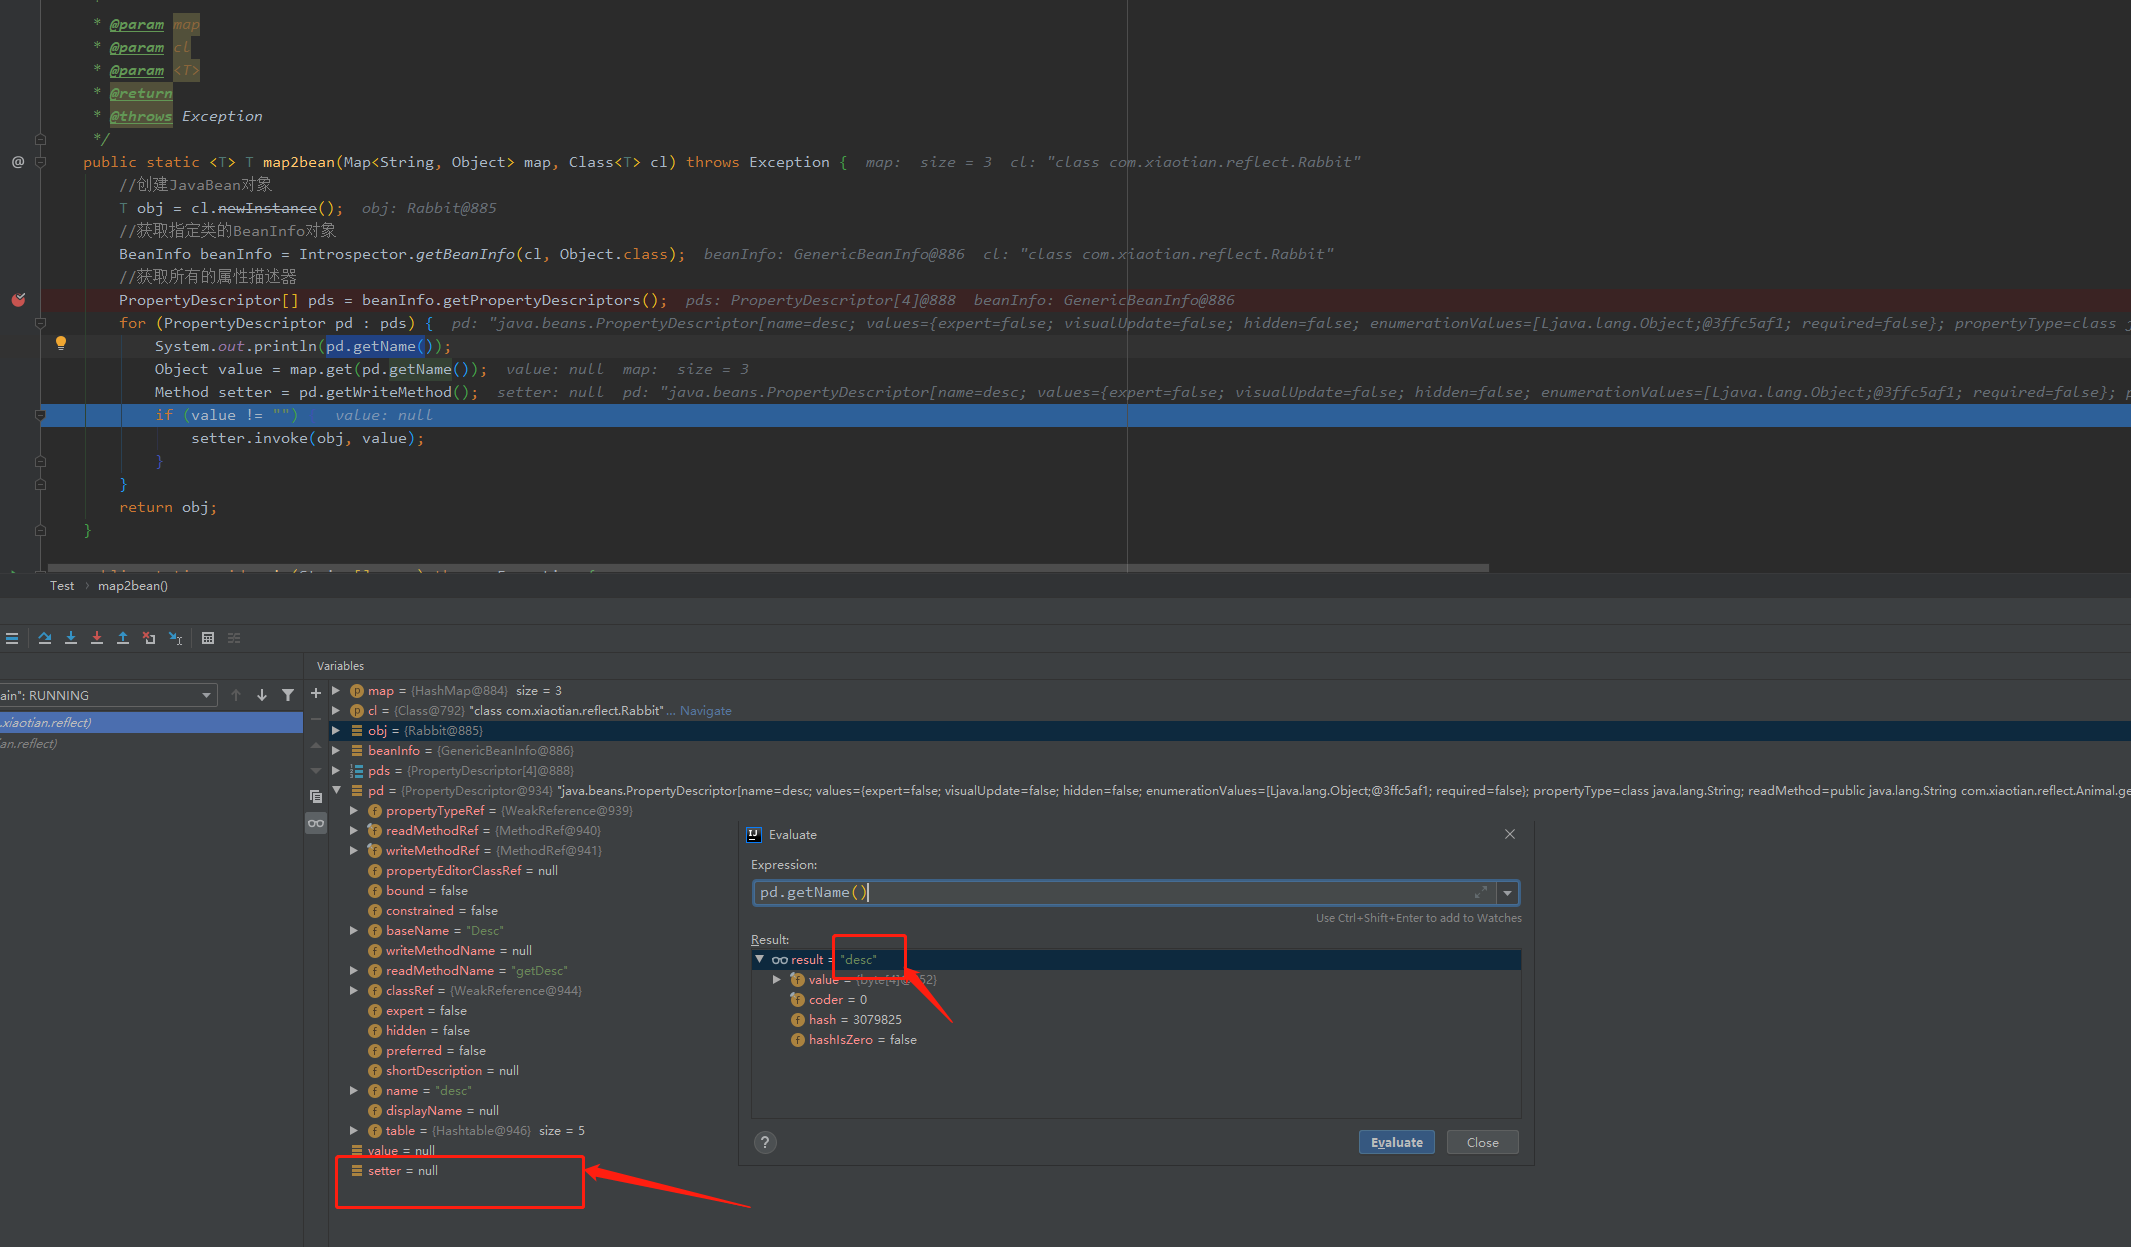 * @param map
* @param cl
* @param <T>
* @return
* @throws Exception
*/
@ public static <T> T map2bean(Map<String, Object> map, Class<T> cl) throws Exception {  map:  size = 3  cl: "class com.xiaotian.reflect.Rabbit"
//创建JavaBean对象
T obj = cl.newInstance();  obj: Rabbit@885
//获取指定类的BeanInfo对象
BeanInfo beanInfo = Introspector.getBeanInfo(cl, Object.class);  beanInfo: GenericBeanInfo@886  cl: "class com.xiaotian.reflect.Rabbit"
//获取所有的属性描述器
PropertyDescriptor[] pds = beanInfo.getPropertyDescriptors();  pds: PropertyDescriptor[4]@888  beanInfo: GenericBeanInfo@886
for (PropertyDescriptor pd : pds) {  pd: "java.beans.PropertyDescriptor[name=desc; values={expert=false; visualUpdate=false; hidden=false; enumerationValues=[Ljava.lang.Object;@3ffc5af1; required=false}; propertyType=class j
System.out.println(pd.getName());
Object value = map.get(pd.getName());  value: null  map:  size = 3
Method setter = pd.getWriteMethod();  setter: null  pd: "java.beans.PropertyDescriptor[name=desc; values={expert=false; visualUpdate=false; hidden=false; enumerationValues=[Ljava.lang.Object;@3ffc5af1; required=false}; p
if (value != "")  value: null
setter.invoke(obj, value);
}
}
return obj;
}
Test › map2bean()
Variables
ain": RUNNING
.xiaotian.reflect)
an.reflect)
map = {HashMap@884} size = 3
cl = {Class@792} "class com.xiaotian.reflect.Rabbit"... Navigate
obj = {Rabbit@885}
beanInfo = {GenericBeanInfo@886}
pds = {PropertyDescriptor[4]@888}
pd = {PropertyDescriptor@934} "java.beans.PropertyDescriptor[name=desc; values={expert=false; visualUpdate=false; hidden=false; enumerationValues=[Ljava.lang.Object;@3ffc5af1; required=false}; propertyType=class java.lang.String; readMethod=public java.lang.String com.xiaotian.reflect.Animal.ge
propertyTypeRef = {WeakReference@939}
readMethodRef = {MethodRef@940}
writeMethodRef = {MethodRef@941}
propertyEditorClassRef = null
bound = false
constrained = false
baseName = "Desc"
writeMethodName = null
readMethodName = "getDesc"
classRef = {WeakReference@944}
expert = false
hidden = false
preferred = false
shortDescription = null
name = "desc"
displayName = null
table = {Hashtable@946} size = 5
value = null
setter = null
Evaluate
Expression:
pd.getName()
Use Ctrl+Shift+Enter to add to Watches
Result:
result = "desc"
value = {byte[4]@
coder = 0
hash = 3079825
hashIsZero = false
?
Evaluate
Close